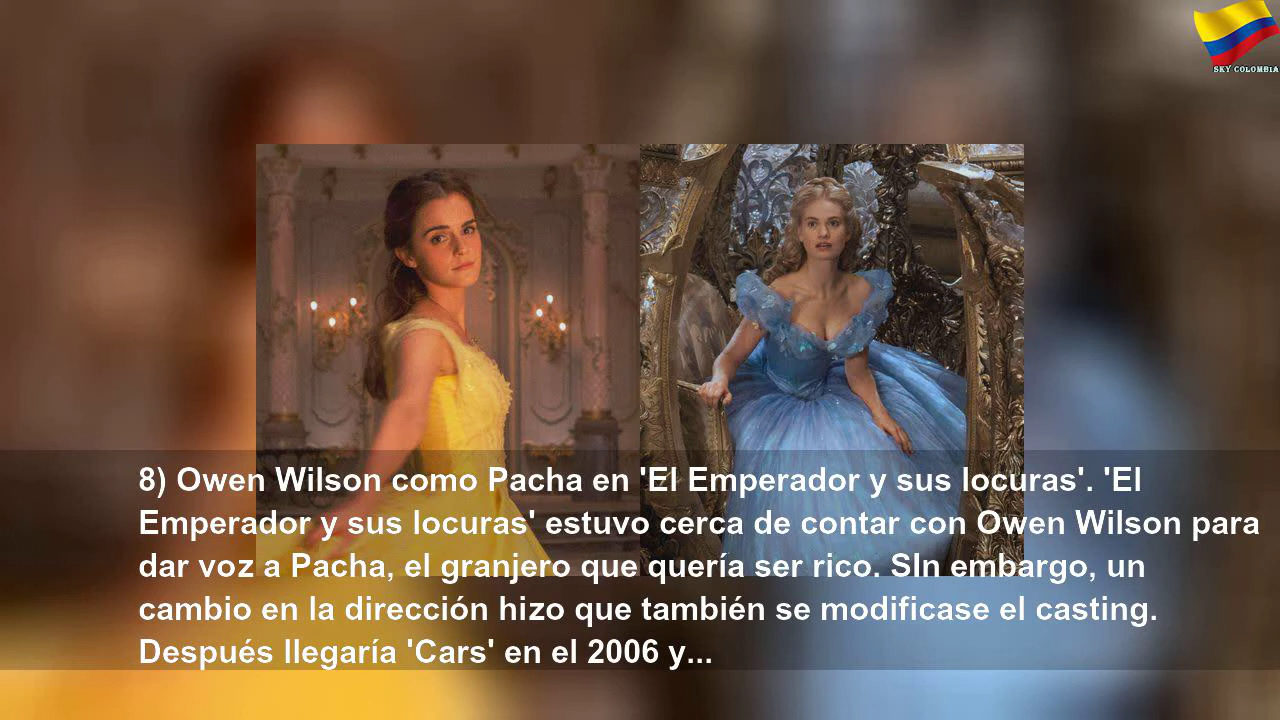 SKY COLOMBIA
8) Owen Wilson como Pacha en 'El Emperador y sus locuras'. 'El
Emperador y sus locuras' estuvo cerca de contar con Owen Wilson para
dar voz a Pacha, el granjero que quería ser rico. SIn embargo, un
cambio en la dirección hizo que también se modificase el casting.
Después llegaría 'Cars' en el 2006 y...